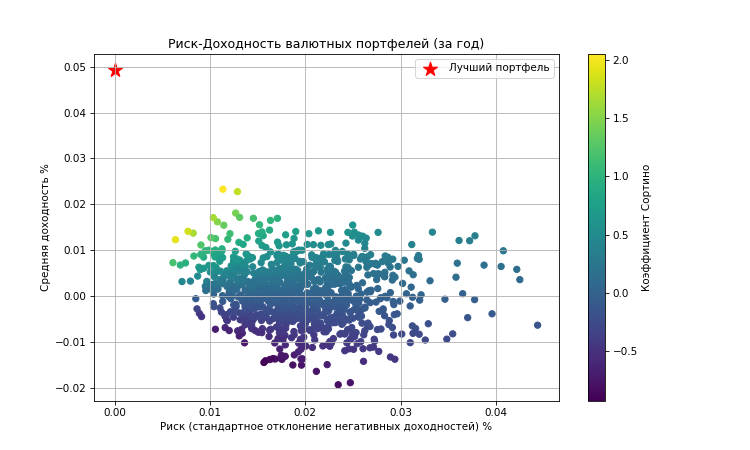 Риск-Доходность валютных портфелей (за год)
Лучший портфель
Средняя доходность %
0.05
0.04
0.03
0.02
0.01
0.00
−0.01
−0.02
0.00 0.01 0.02 0.03 0.04
Риск (стандартное отклонение негативных доходностей) %
2.0
1.5
1.0
0.5
0.0
−0.5
Коэффициент Сортино